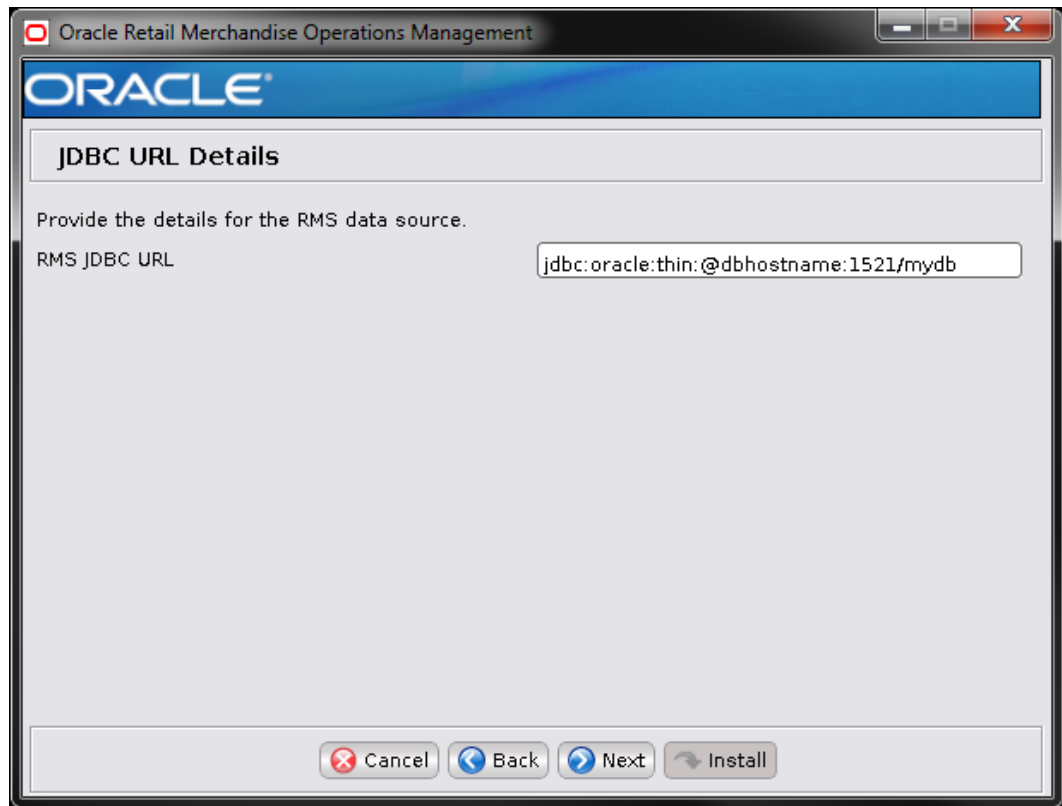 Oracle Retail Merchandise Operations Management
ORACLE®
JDBC URL Details
Provide the details for the RMS data source.
RMS JDBC URL
jdbc:oracle:thin:@dbhostname:1521/mydb
Cancel Back Next Install